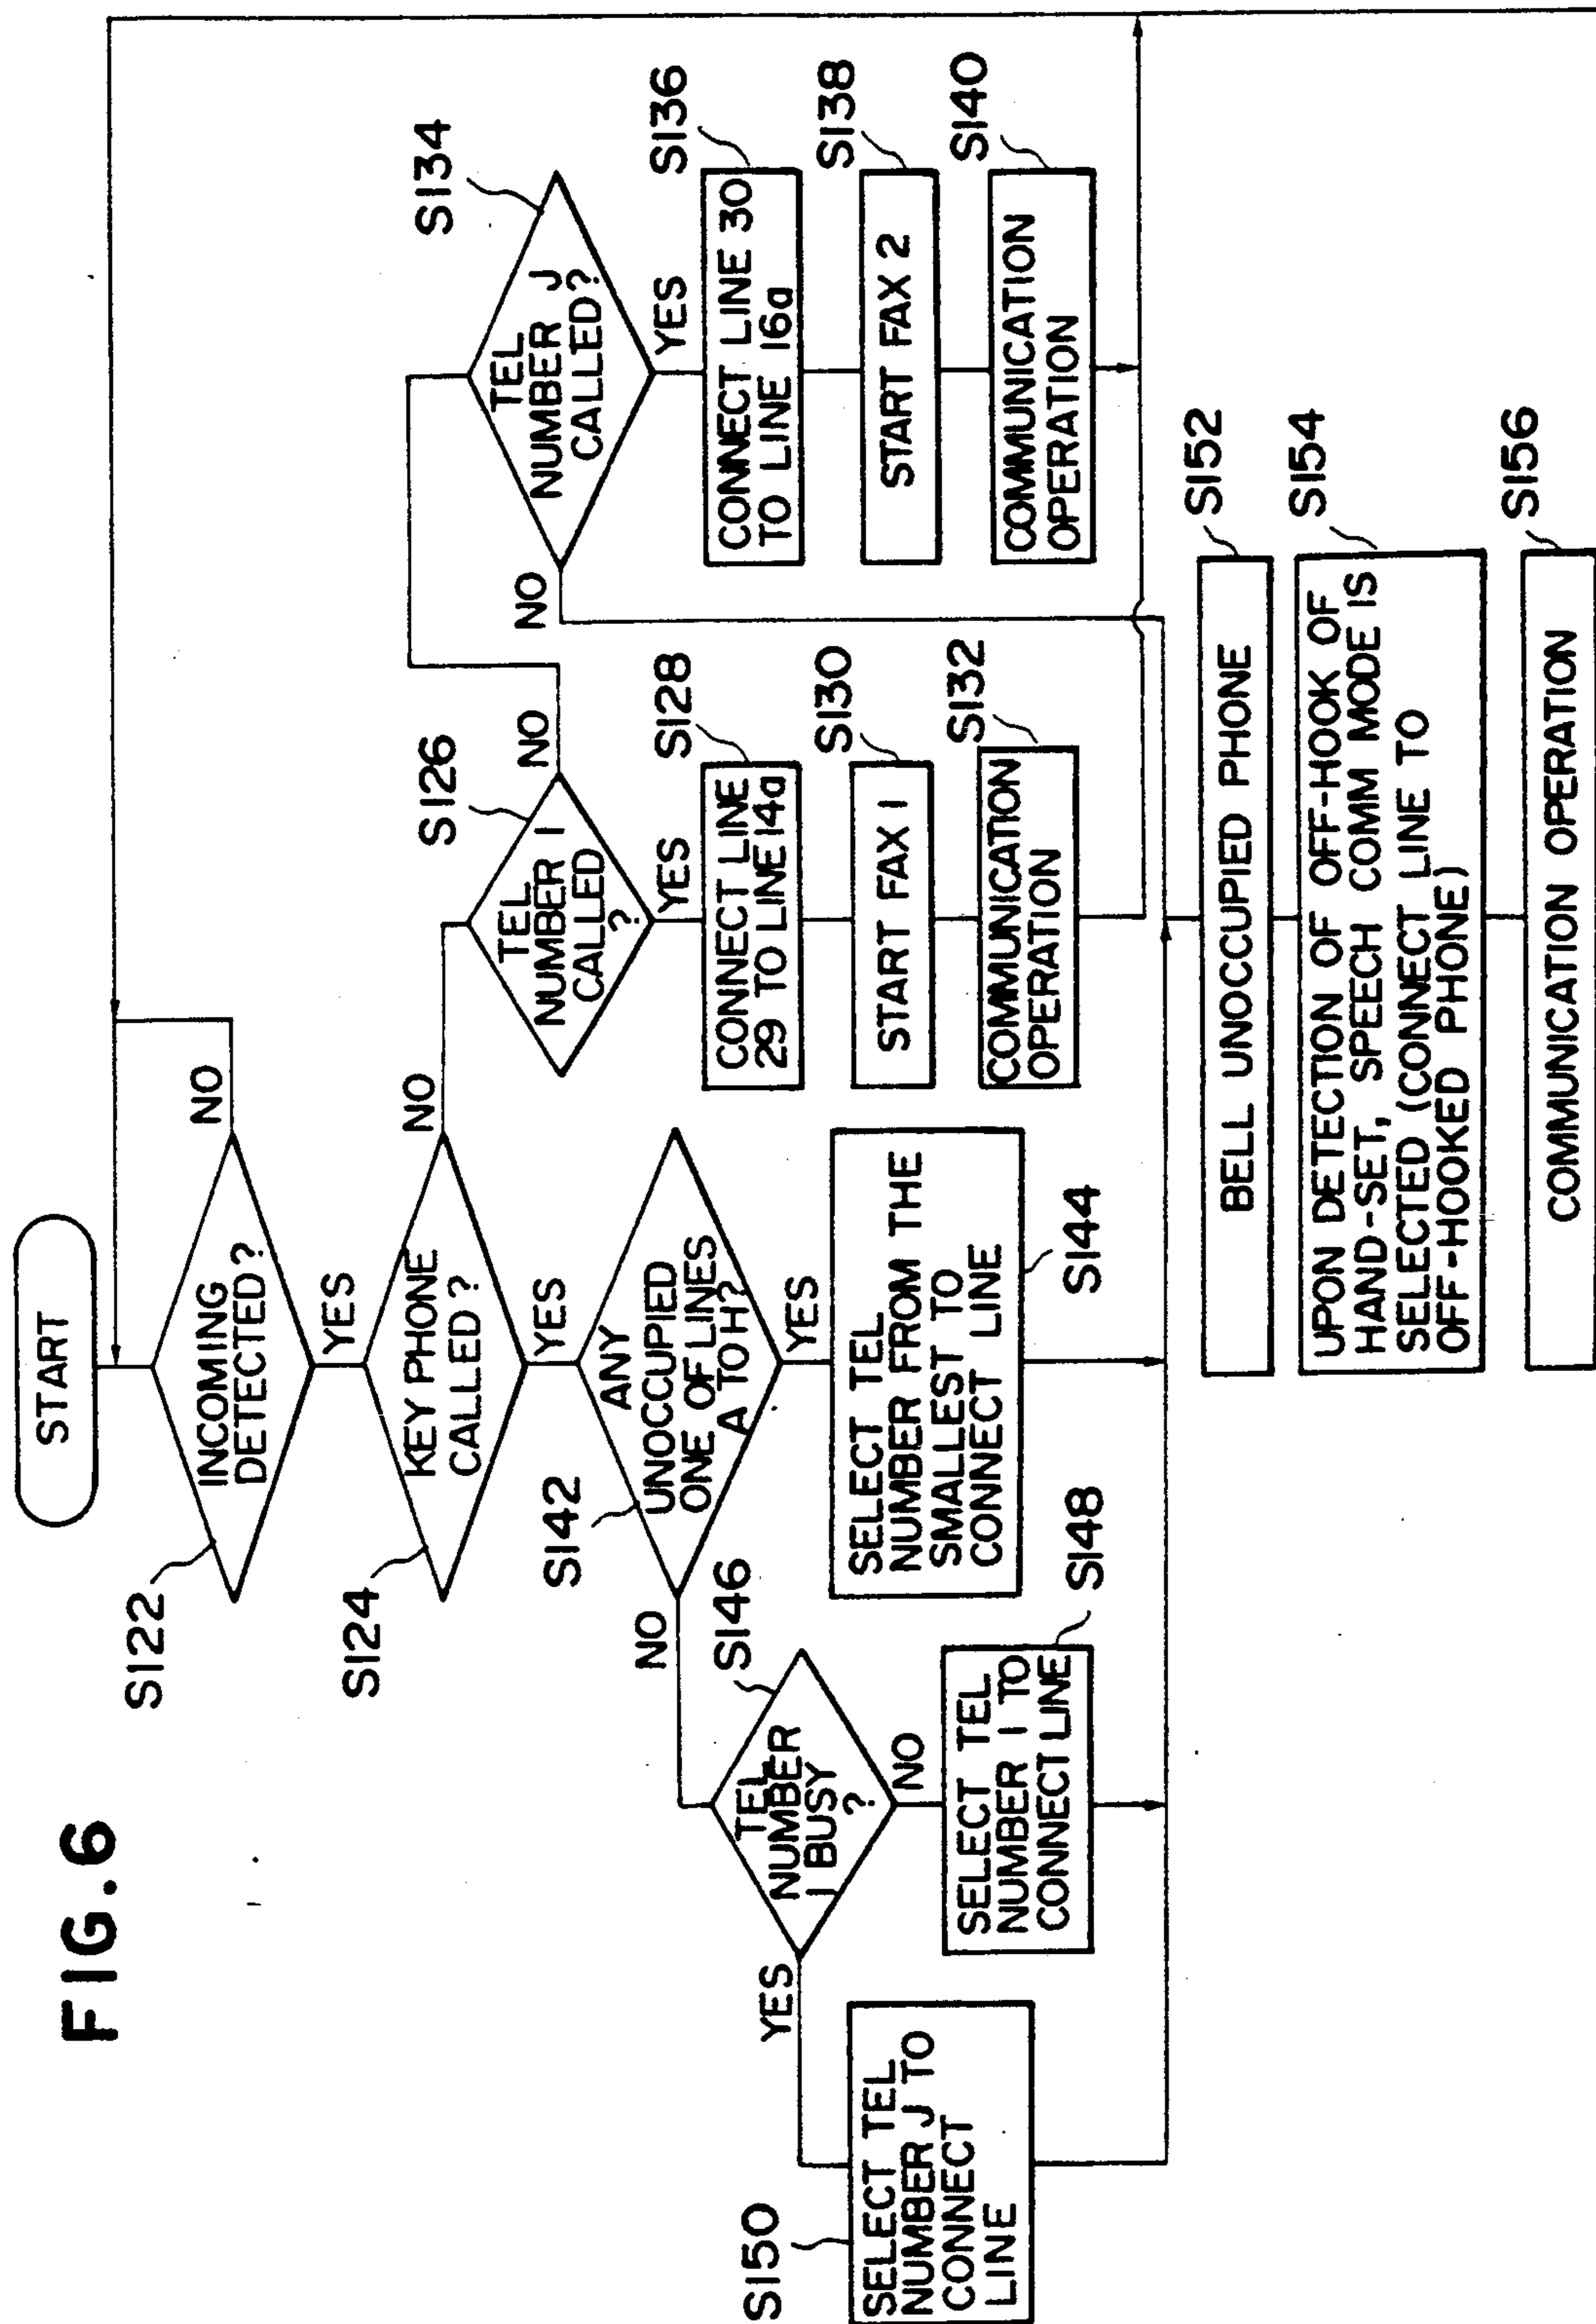 FIG.6
START
S122
INCOMING
DETECTED?
NO
YES
S124
KEY PHONE
CALLED?
NO
YES
S126
TEL
NUMBER I
CALLED
?
NO
YES
S128
CONNECT LINE
29 TO LINE 14a
S130
START FAX 1
S132
COMMUNICATION
OPERATION
S134
TEL
NUMBER J
CALLED?
NO
YES
S136
CONNECT LINE 30
TO LINE 16a
S138
START FAX 2
S140
COMMUNICATION
OPERATION
S142
ANY
UNOCCUPIED
ONE OF LINES
A TO H?
NO
YES
S144
SELECT TEL
NUMBER FROM THE
SMALLEST TO
CONNECT LINE
S146
TEL
NUMBER
I BUSY
?
YES
NO
S148
SELECT TEL
NUMBER I TO
CONNECT LINE
S150
SELECT TEL
NUMBER J TO
CONNECT
LINE
S152
BELL UNOCCUPIED PHONE
S154
UPON DETECTION OF OFF-HOOK OF
HAND-SET, SPEECH COMM MODE IS
SELECTED (CONNECT LINE TO
OFF-HOOKED PHONE)
S156
COMMUNICATION OPERATION